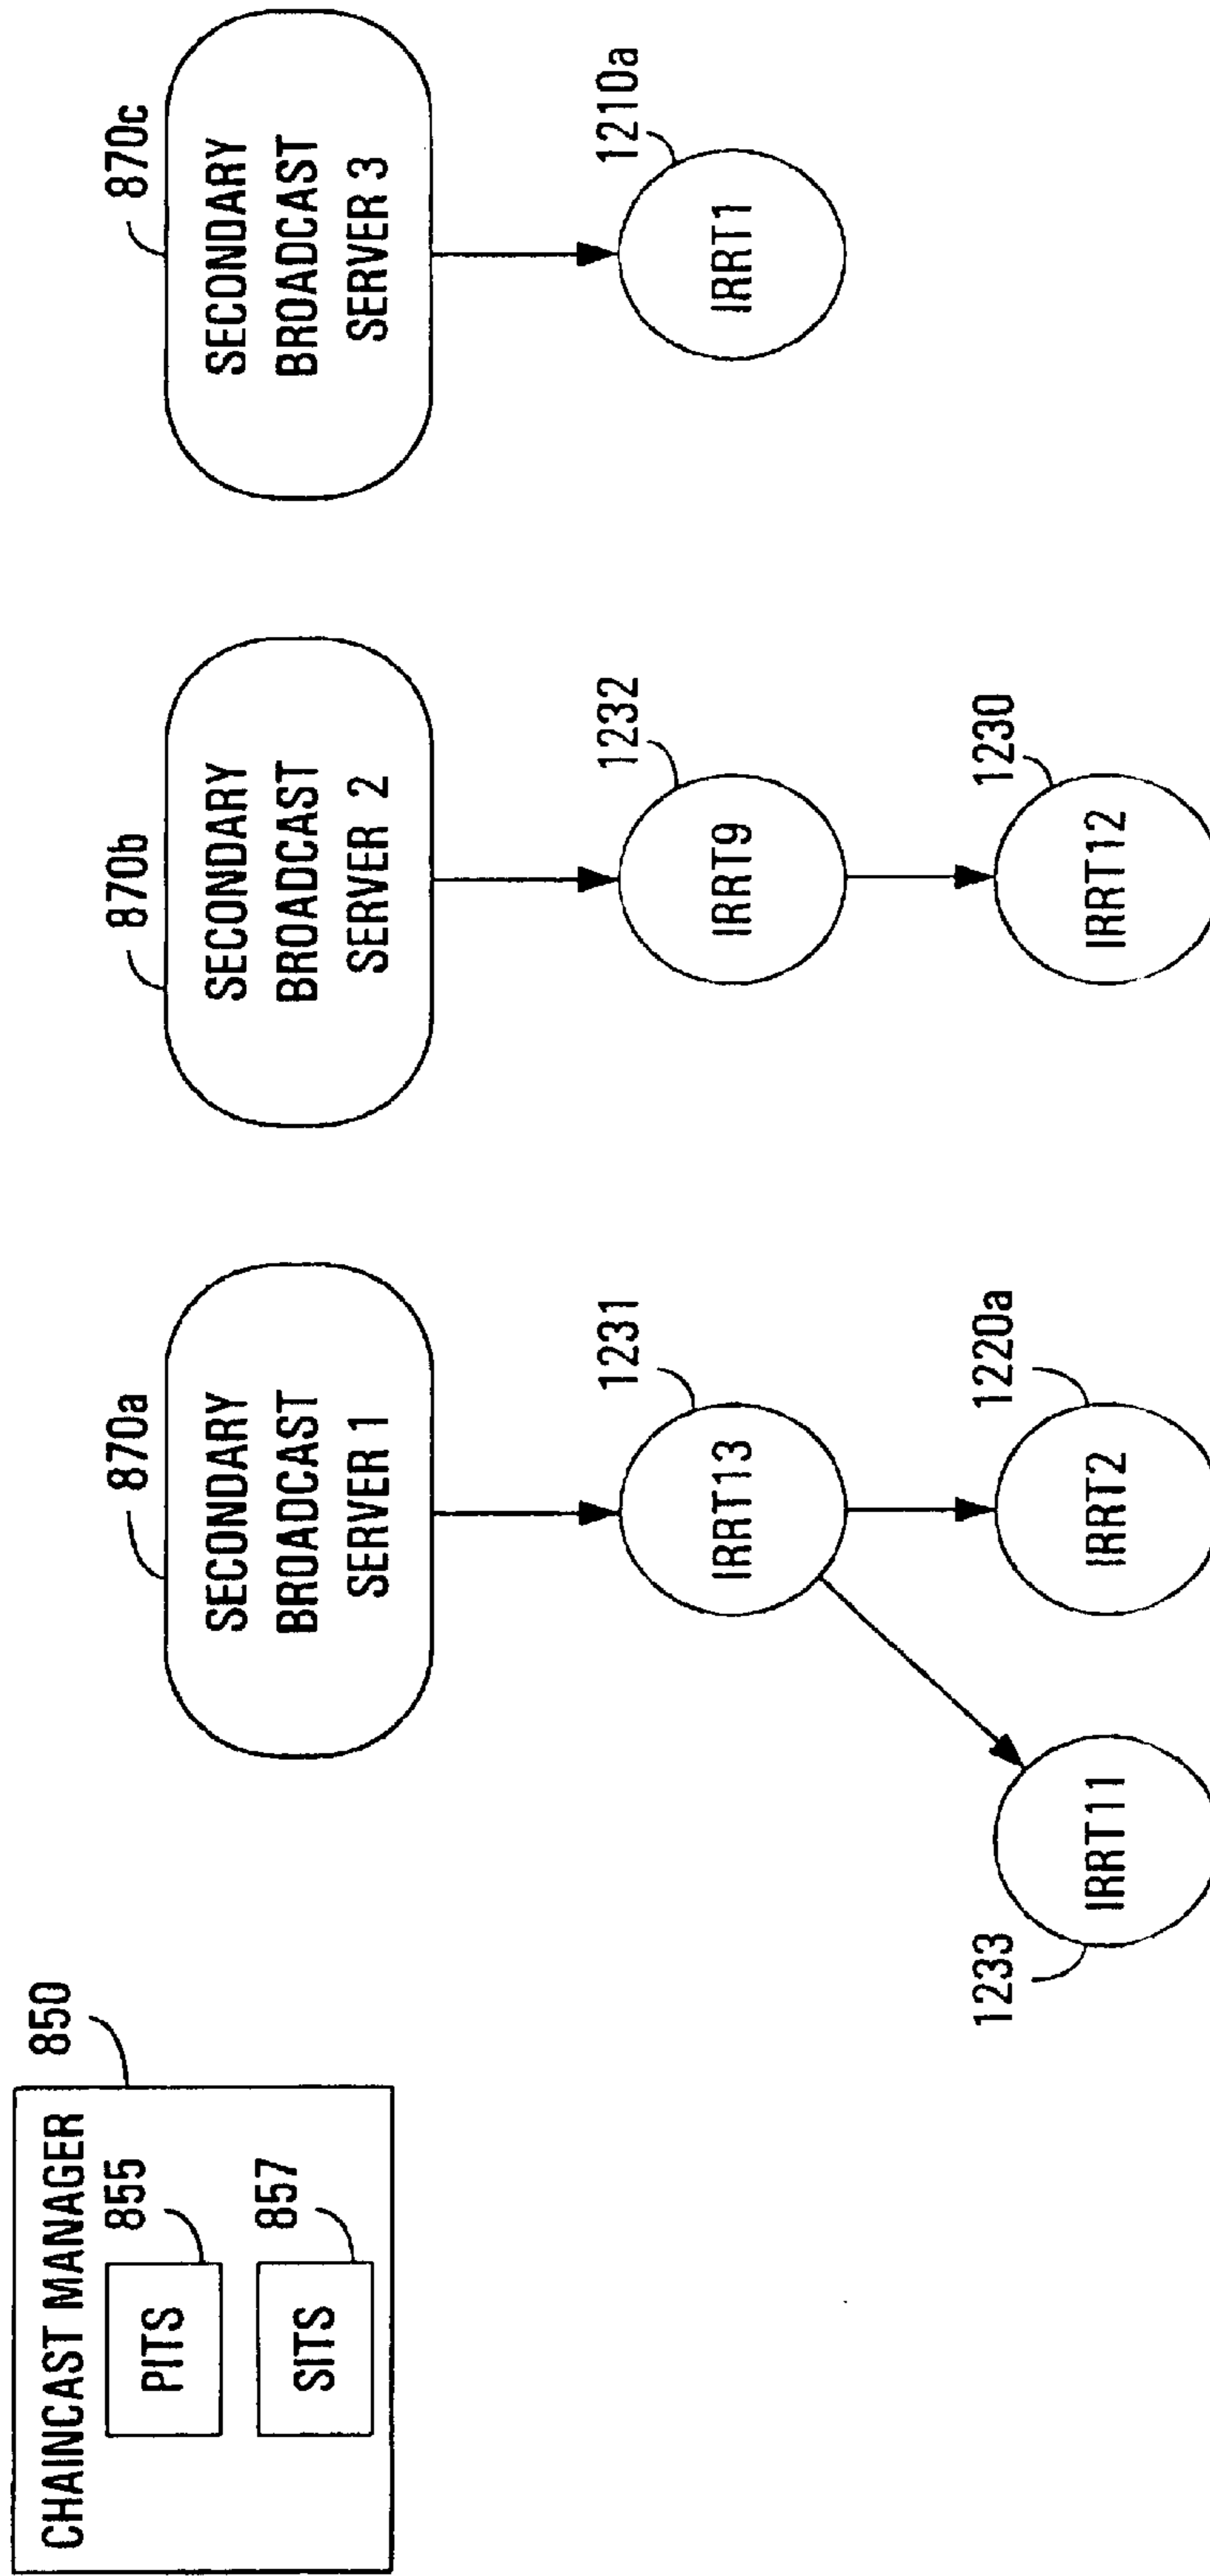 CHAINCAST MANAGER
850
PITS
855
SITS
857
870a
SECONDARY
BROADCAST
SERVER 1
870b
SECONDARY
BROADCAST
SERVER 2
870c
SECONDARY
BROADCAST
SERVER 3
1231
IRRT13
1232
IRRT9
1210a
IRRT1
1233
IRRT11
1220a
IRRT2
1230
IRRT12